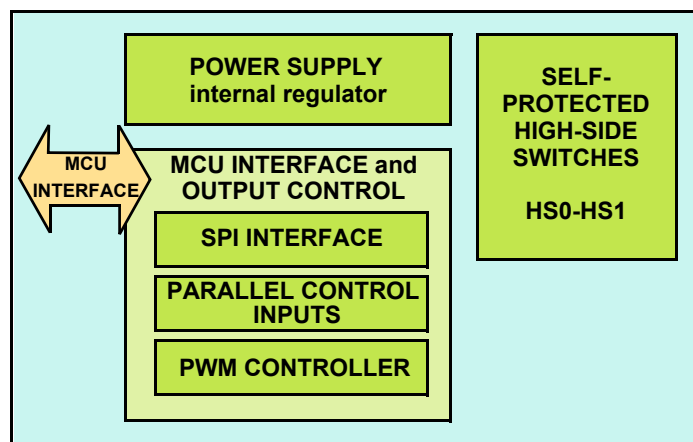 POWER SUPPLY
internal regulator
SELF-
PROTECTED
HIGH-SIDE
SWITCHES
HS0-HS1
MCU
INTERFACE
MCU INTERFACE and
OUTPUT CONTROL
SPI INTERFACE
PARALLEL CONTROL
INPUTS
PWM CONTROLLER